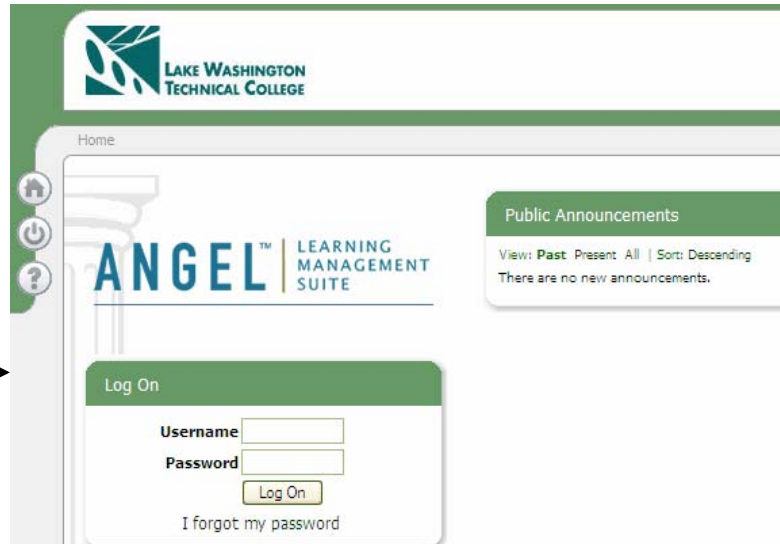 LAKE WASHINGTON
TECHNICAL COLLEGE
Home
ANGEL™ LEARNING
MANAGEMENT
SUITE
Public Announcements
View: Past Present All | Sort: Descending
There are no new announcements.
Log On
Username
Password
Log On
I forgot my password